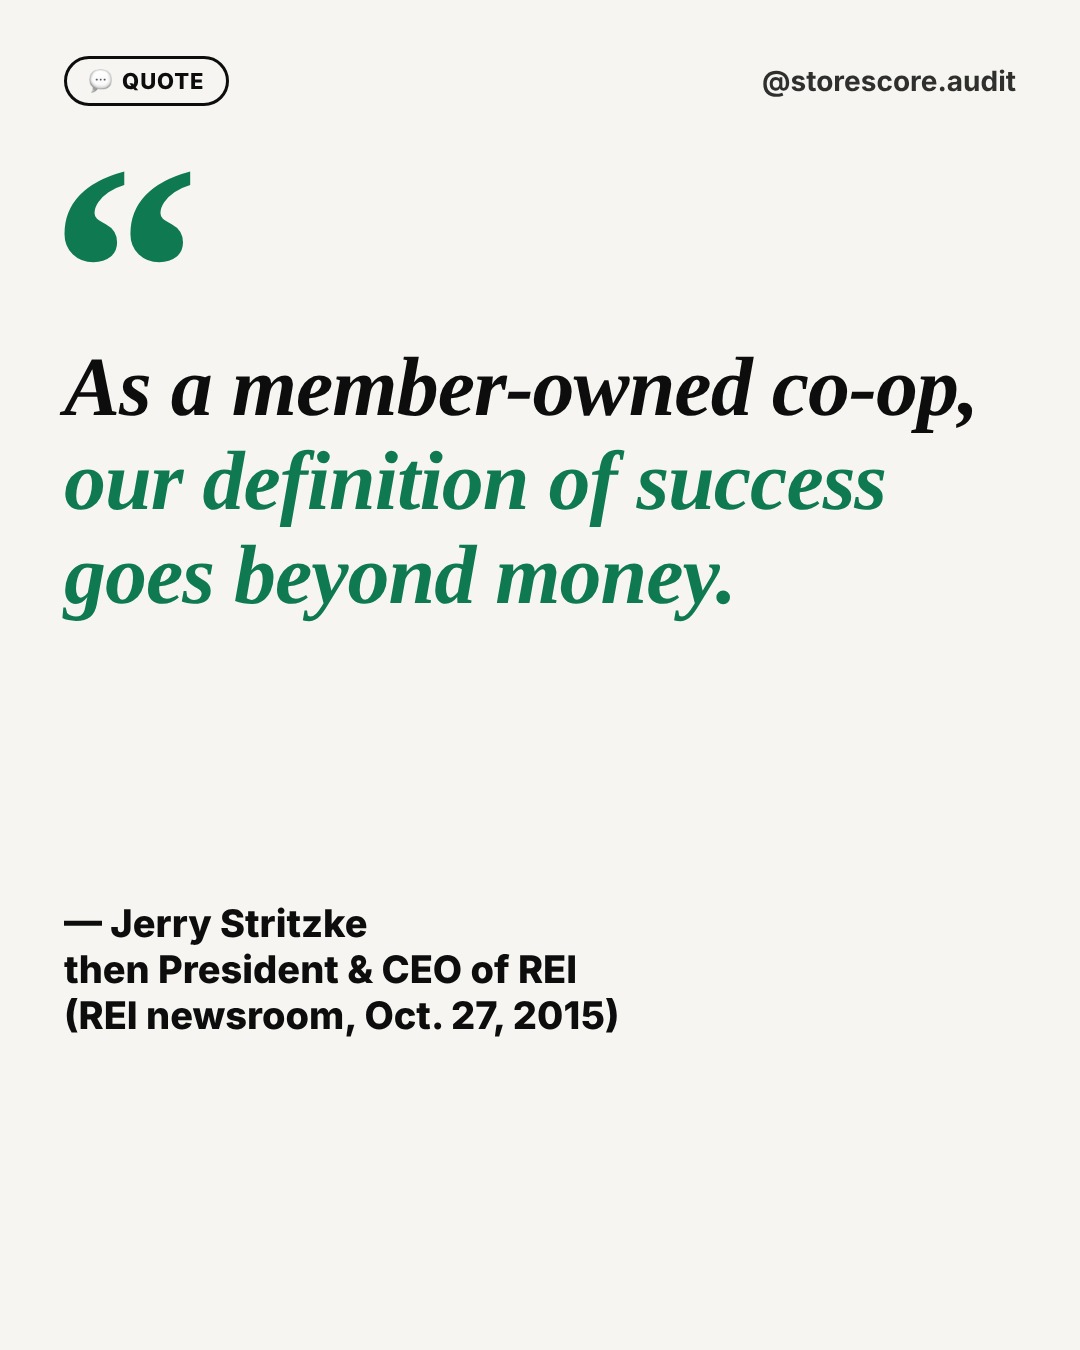 💬 QUOTE
@storescore.audit
“
As a member-owned co-op,
our definition of success
goes beyond money.
— Jerry Stritzke
then President & CEO of REI
(REI newsroom, Oct. 27, 2015)